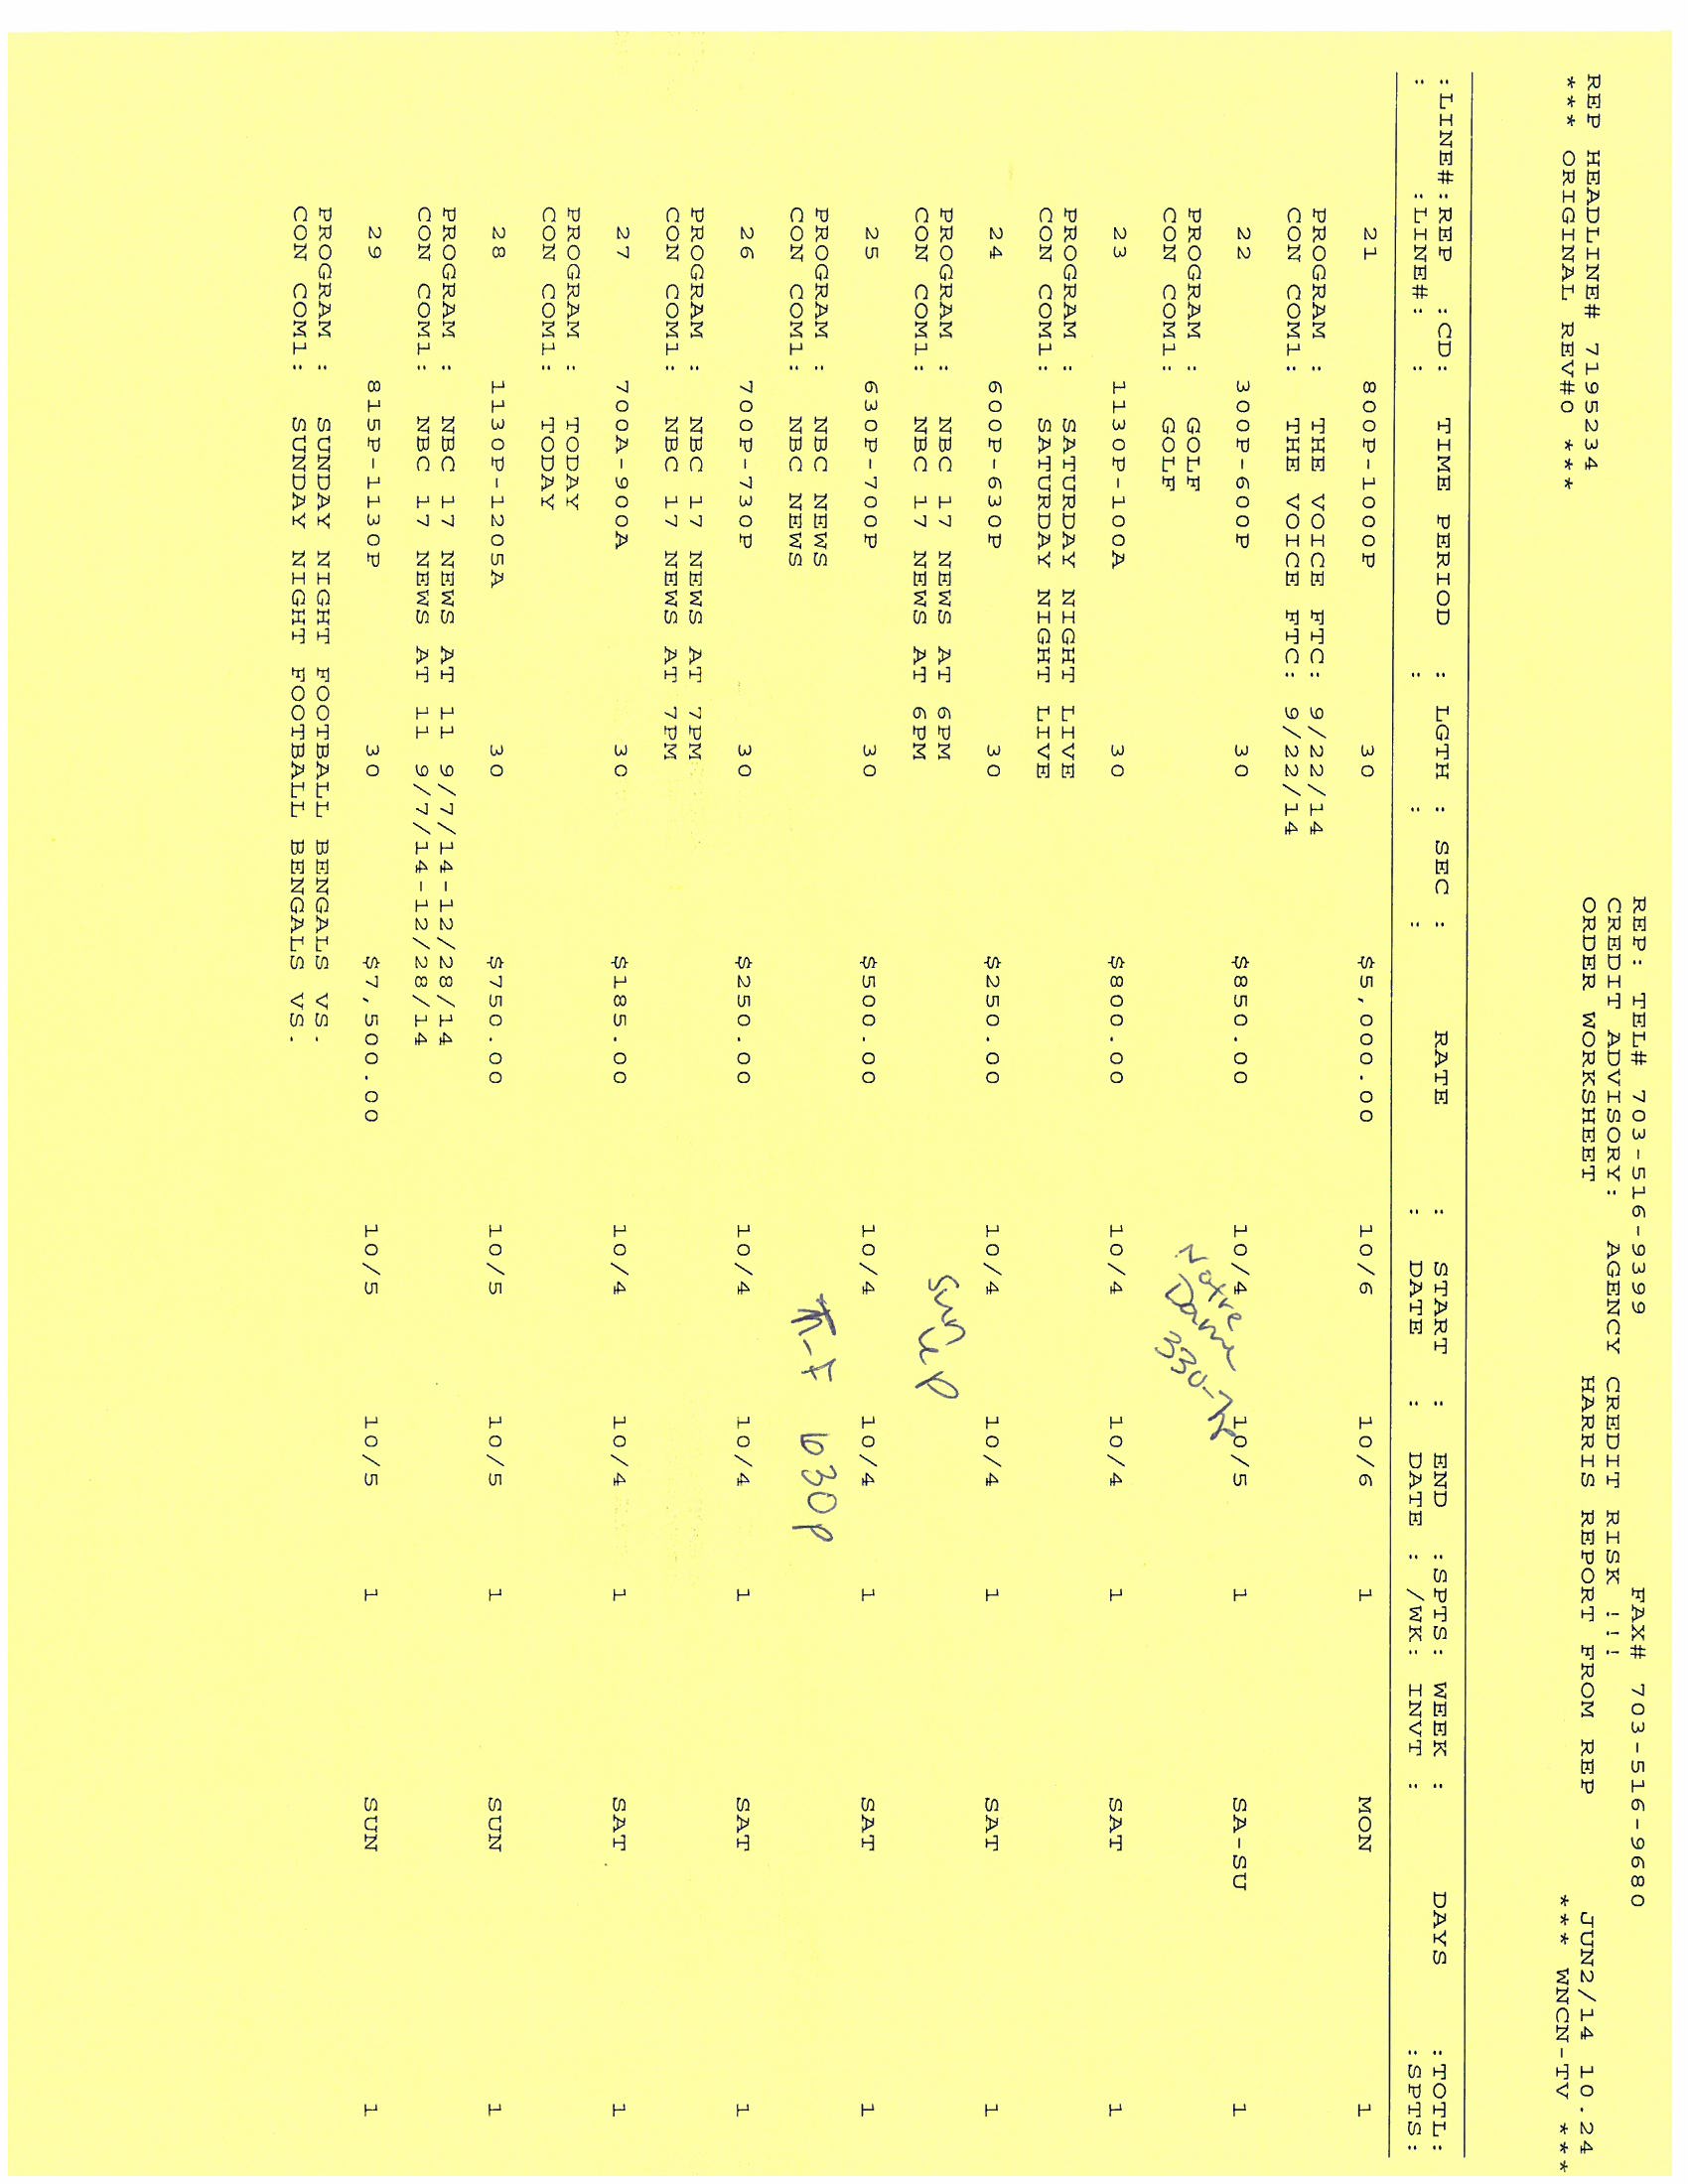 REP: TEL# 703-516-9399 FAX# 703-516-9680
CREDIT ADVISORY: AGENCY CREDIT RISK !!!
REP HEADLINE# 7195234 ORDER WORKSHEET HARRIS REPORT FROM REP JUN2/14 10.24
*** ORIGINAL REV#0 *** *** WNCN-TV ***
:LINE#:REP :CD: TIME PERIOD : LGTH : SEC : RATE : START : END :SPTS: WEEK : DAYS :TOTL:
: :LINE#: : : : : : DATE : DATE : /WK: INVT : :SPTS:
21 800P-1000P 30 $5,000.00 10/6 10/6 1 MON 1
PROGRAM : THE VOICE FTC: 9/22/14
CON COM1: THE VOICE FTC: 9/22/14
22 300P-600P 30 $850.00 10/4 10/5 1 SA-SU 1
PROGRAM : GOLF Notre
CON COM1: GOLF Dame 330-7p
23 1130P-100A 30 $800.00 10/4 10/4 1 SAT 1
PROGRAM : SATURDAY NIGHT LIVE
CON COM1: SATURDAY NIGHT LIVE
24 600P-630P 30 $250.00 10/4 10/4 1 SAT 1
PROGRAM : NBC 17 NEWS AT 6PM Sun 6p
CON COM1: NBC 17 NEWS AT 6PM
25 630P-700P 30 $500.00 10/4 10/4 1 SAT 1
PROGRAM : NBC NEWS 630p
CON COM1: NBC NEWS
26 700P-730P 30 $250.00 10/4 10/4 1 SAT 1
PROGRAM : NBC 17 NEWS AT 7PM
CON COM1: NBC 17 NEWS AT 7PM
27 700A-900A 30 $185.00 10/4 10/4 1 SAT 1
PROGRAM : TODAY
CON COM1: TODAY
28 1130P-1205A 30 $750.00 10/5 10/5 1 SUN 1
PROGRAM : NBC 17 NEWS AT 11 9/7/14-12/28/14
CON COM1: NBC 17 NEWS AT 11 9/7/14-12/28/14
29 815P-1130P 30 $7,500.00 10/5 10/5 1 SUN 1
PROGRAM : SUNDAY NIGHT FOOTBALL BENGALS VS.
CON COM1: SUNDAY NIGHT FOOTBALL BENGALS VS.